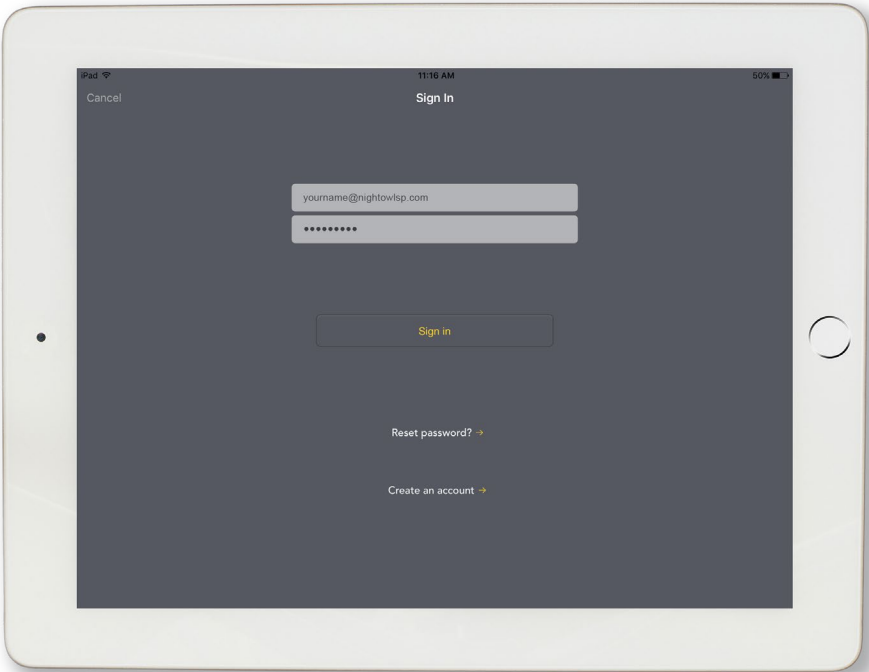 iPad
11:16 AM
50%
Cancel
Sign In
yourname@nightowlsp.com
•••••••••
Sign in
Reset password? →
Create an account →